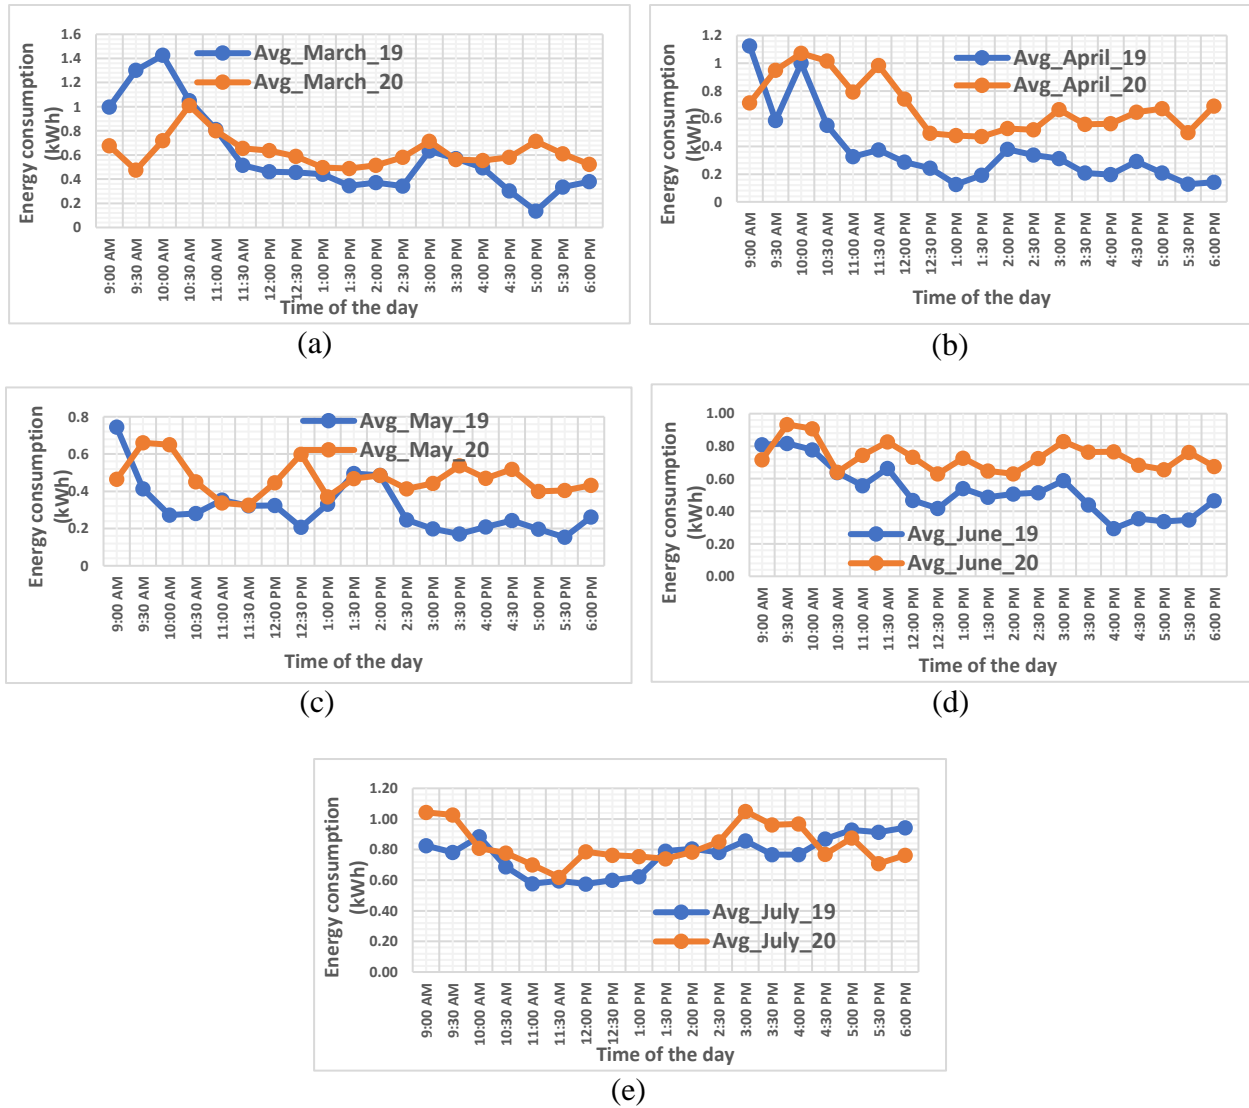 Energy consumption
(kWh)
1.6
1.4
1.2
1
0.8
0.6
0.4
0.2
0
Avg_March_19
Avg_March_20
9:00 AM
9:30 AM
10:00 AM
10:30 AM
11:00 AM
11:30 AM
12:00 PM
12:30 PM
1:00 PM
1:30 PM
2:00 PM
2:30 PM
3:00 PM
3:30 PM
4:00 PM
4:30 PM
5:00 PM
5:30 PM
6:00 PM
Time of the day
(a)
Energy consumption
(kWh)
1.2
1
0.8
0.6
0.4
0.2
0
Avg_April_19
Avg_April_20
9:00 AM
9:30 AM
10:00 AM
10:30 AM
11:00 AM
11:30 AM
12:00 PM
12:30 PM
1:00 PM
1:30 PM
2:00 PM
2:30 PM
3:00 PM
3:30 PM
4:00 PM
4:30 PM
5:00 PM
5:30 PM
6:00 PM
Time of the day
(b)
Energy consumption
(kWh)
0.8
0.6
0.4
0.2
0
Avg_May_19
Avg_May_20
9:00 AM
9:30 AM
10:00 AM
10:30 AM
11:00 AM
11:30 AM
12:00 PM
12:30 PM
1:00 PM
1:30 PM
2:00 PM
2:30 PM
3:00 PM
3:30 PM
4:00 PM
4:30 PM
5:00 PM
5:30 PM
6:00 PM
Time of the day
(c)
Energy consumption
(kWh)
1.00
0.80
0.60
0.40
0.20
0.00
Avg_June_19
Avg_June_20
9:00 AM
9:30 AM
10:00 AM
10:30 AM
11:00 AM
11:30 AM
12:00 PM
12:30 PM
1:00 PM
1:30 PM
2:00 PM
2:30 PM
3:00 PM
3:30 PM
4:00 PM
4:30 PM
5:00 PM
5:30 PM
6:00 PM
Time of the day
(d)
Energy consumption
(kWh)
1.20
1.00
0.80
0.60
0.40
0.20
0.00
Avg_July_19
Avg_July_20
9:00 AM
9:30 AM
10:00 AM
10:30 AM
11:00 AM
11:30 AM
12:00 PM
12:30 PM
1:00 PM
1:30 PM
2:00 PM
2:30 PM
3:00 PM
3:30 PM
4:00 PM
4:30 PM
5:00 PM
5:30 PM
6:00 PM
Time of the day
(e)